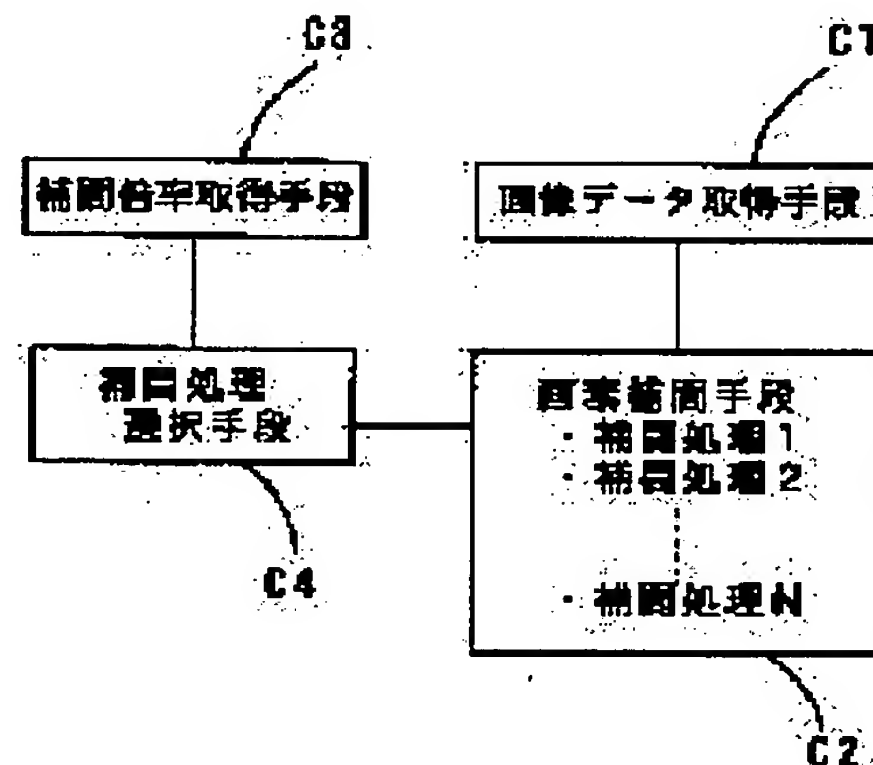 C3
C1
補間倍率取得手段
画像データ取得手段
補間処理
選択手段
画素補間手段
・補間処理1
・補間処理2
・補間処理N
C4
C2